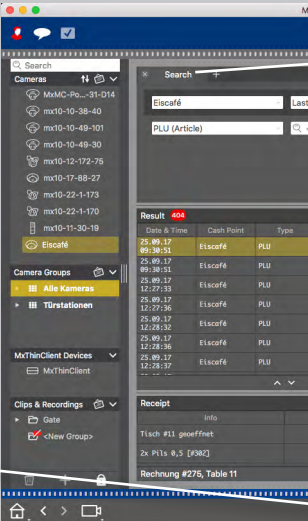 M
Search
Cameras
MxMC-Po...-31-D14
mx10-10-38-40
mx10-10-49-101
mx10-10-49-30
mx10-12-172-75
mx10-17-88-27
mx10-22-1-173
mx10-22-1-170
mx10-11-30-19
Eiscafé
Camera Groups
Alle Kameras
Türstationen
MxThinClient Devices
MxThinClient
Clips & Recordings
Gate
<New Group>
× Search +
Eiscafé Last
PLU (Article)
Result 404
Date & Time Cash Point Type
25.09.17
09:30:51 Eiscafé PLU
25.09.17
09:30:51 Eiscafé PLU
25.09.17
12:27:33 Eiscafé PLU
25.09.17
12:27:36 Eiscafé PLU
25.09.17
12:28:32 Eiscafé PLU
25.09.17
12:28:36 Eiscafé PLU
25.09.17
12:28:37 Eiscafé PLU
Receipt
Info
Tisch #11 geoeffnet
2x Pils 0,5 [#302]
Rechnung #275, Table 11